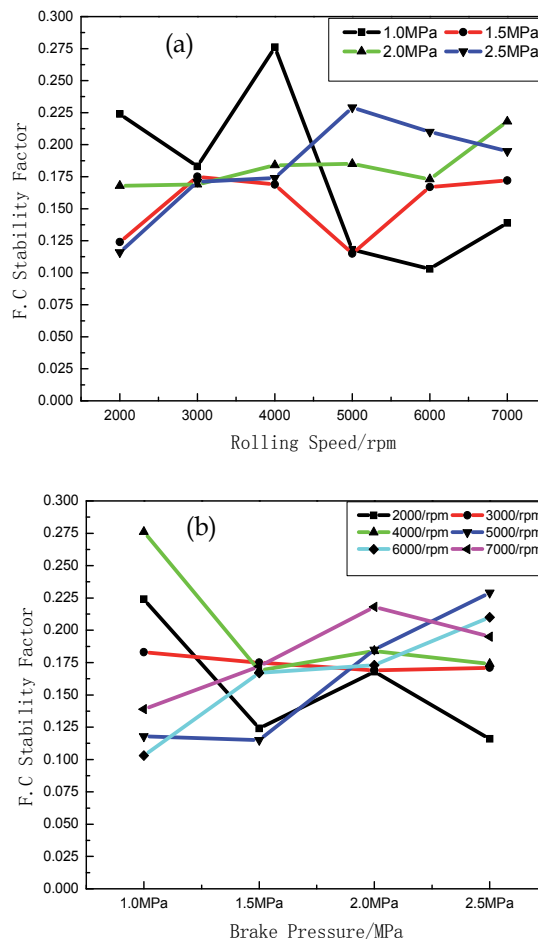 (a)
1.0MPa 1.5MPa
2.0MPa 2.5MPa
0.300
0.275
0.250
0.225
0.200
0.175
0.150
0.125
0.100
0.075
0.050
0.025
0.000
F.C Stability Factor
2000 3000 4000 5000 6000 7000
Rolling Speed/rpm
(b)
2000/rpm 3000/rpm
4000/rpm 5000/rpm
6000/rpm 7000/rpm
0.300
0.275
0.250
0.225
0.200
0.175
0.150
0.125
0.100
0.075
0.050
0.025
0.000
F.C Stability Factor
1.0MPa 1.5MPa 2.0MPa 2.5MPa
Brake Pressure/MPa